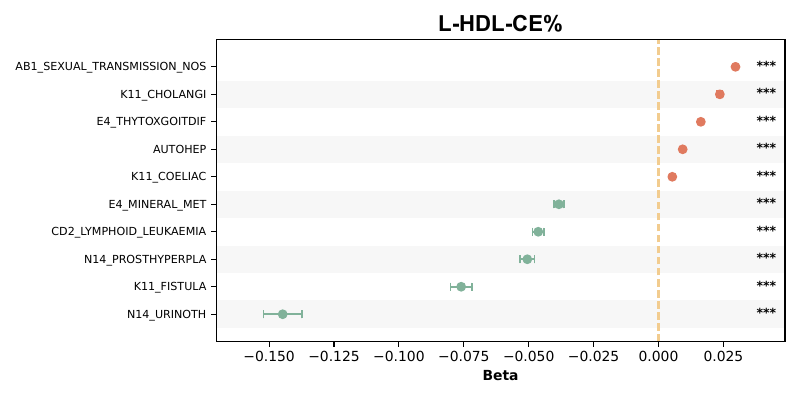 L-HDL-CE%
AB1_SEXUAL_TRANSMISSION_NOS ***
K11_CHOLANGI ***
E4_THYTOXGOITDIF ***
AUTOHEP ***
K11_COELIAC ***
E4_MINERAL_MET ***
CD2_LYMPHOID_LEUKAEMIA ***
N14_PROSTHYPERPLA ***
K11_FISTULA ***
N14_URINOTH ***
−0.150 −0.125 −0.100 −0.075 −0.050 −0.025 0.000 0.025
Beta